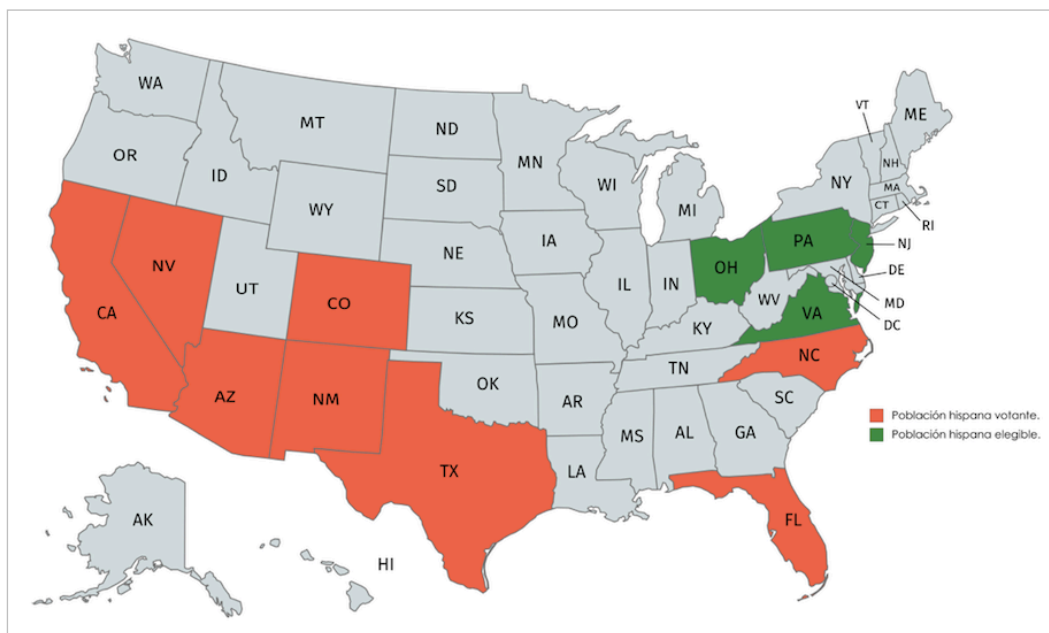 WA
MT
ND
MN
VT
ME
OR
ID
SD
WI
NH
NY
MA
WY
MI
CT
RI
IA
NE
PA
NJ
NV
OH
DE
UT
IL
IN
CO
WV
MD
CA
KS
MO
VA
DC
KY
NC
TN
AZ
NM
OK
AR
SC
Población hispana votante.
MS
AL
GA
Población hispana elegible.
TX
LA
FL
AK
HI